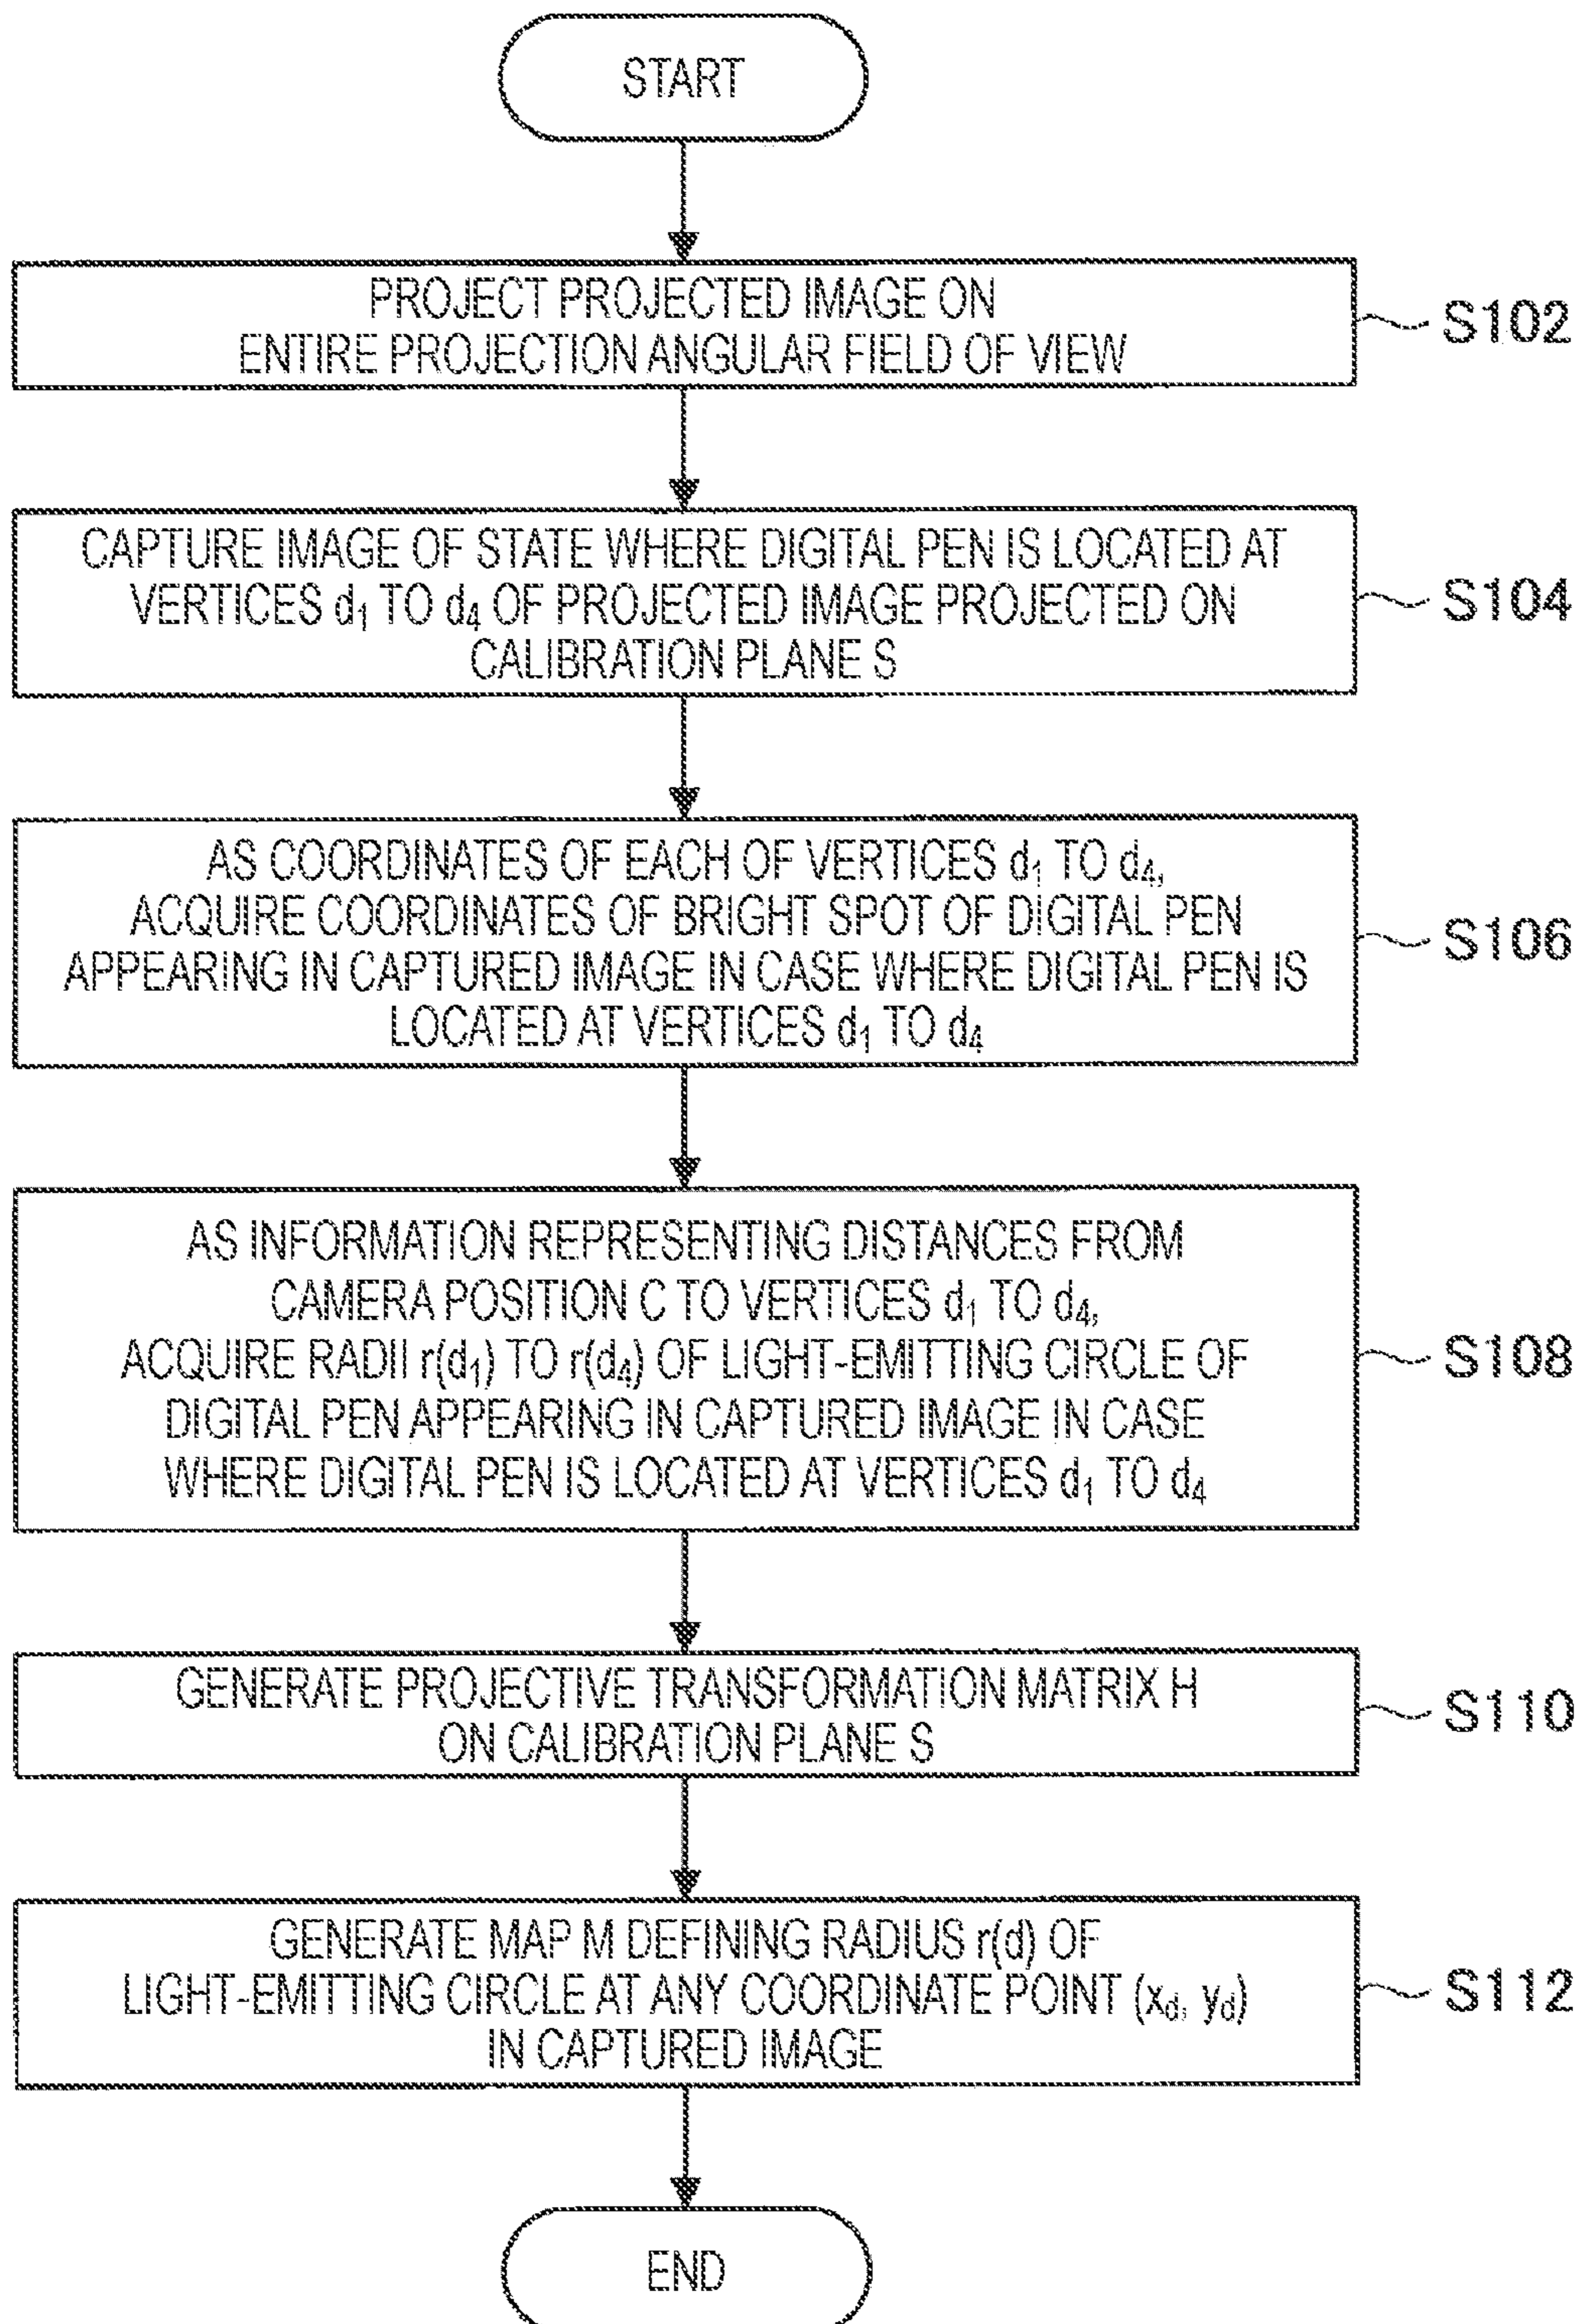 START
PROJECT PROJECTED IMAGE ON
ENTIRE PROJECTION ANGULAR FIELD OF VIEW
S102
CAPTURE IMAGE OF STATE WHERE DIGITAL PEN IS LOCATED AT
VERTICES d₁ TO d₄ OF PROJECTED IMAGE PROJECTED ON
CALIBRATION PLANE S
S104
AS COORDINATES OF EACH OF VERTICES d₁ TO d₄,
ACQUIRE COORDINATES OF BRIGHT SPOT OF DIGITAL PEN
APPEARING IN CAPTURED IMAGE IN CASE WHERE DIGITAL PEN IS
LOCATED AT VERTICES d₁ TO d₄
S106
AS INFORMATION REPRESENTING DISTANCES FROM
CAMERA POSITION C TO VERTICES d₁ TO d₄,
ACQUIRE RADII r(d₁) TO r(d₄) OF LIGHT-EMITTING CIRCLE OF
DIGITAL PEN APPEARING IN CAPTURED IMAGE IN CASE
WHERE DIGITAL PEN IS LOCATED AT VERTICES d₁ TO d₄
S108
GENERATE PROJECTIVE TRANSFORMATION MATRIX H
ON CALIBRATION PLANE S
S110
GENERATE MAP M DEFINING RADIUS r(d) OF
LIGHT-EMITTING CIRCLE AT ANY COORDINATE POINT (x_d, y_d)
IN CAPTURED IMAGE
S112
END